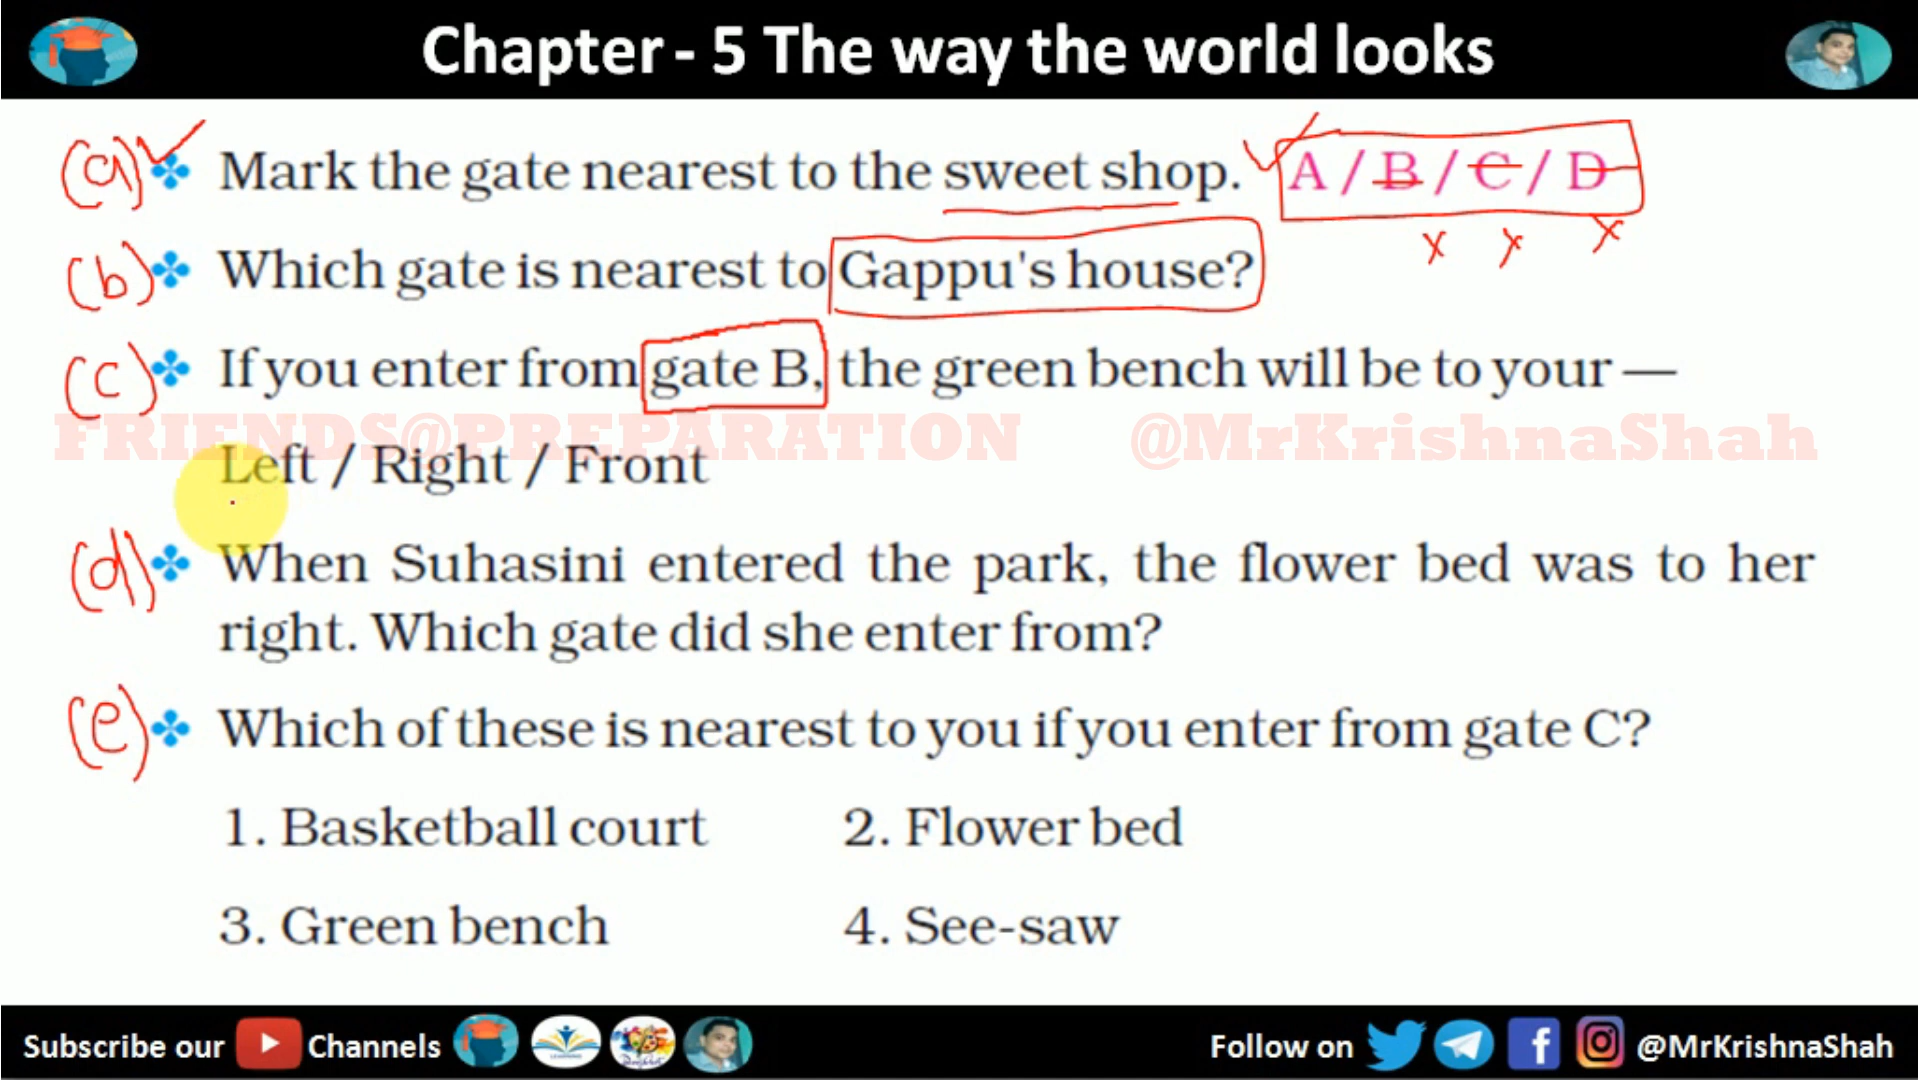 Chapter - 5 The way the world looks
(a) ❖ Mark the gate nearest to the sweet shop. A / B / C / D
x x x
(b) ❖ Which gate is nearest to Gappu's house?
(c) ❖ If you enter from gate B, the green bench will be to your —
FRIENDS@PREPARATION @MrKrishnaShah
Left / Right / Front
(d) ❖ When Suhasini entered the park, the flower bed was to her
right. Which gate did she enter from?
(e) ❖ Which of these is nearest to you if you enter from gate C?
1. Basketball court 2. Flower bed
3. Green bench 4. See-saw
Subscribe our Channels Follow on @MrKrishnaShah